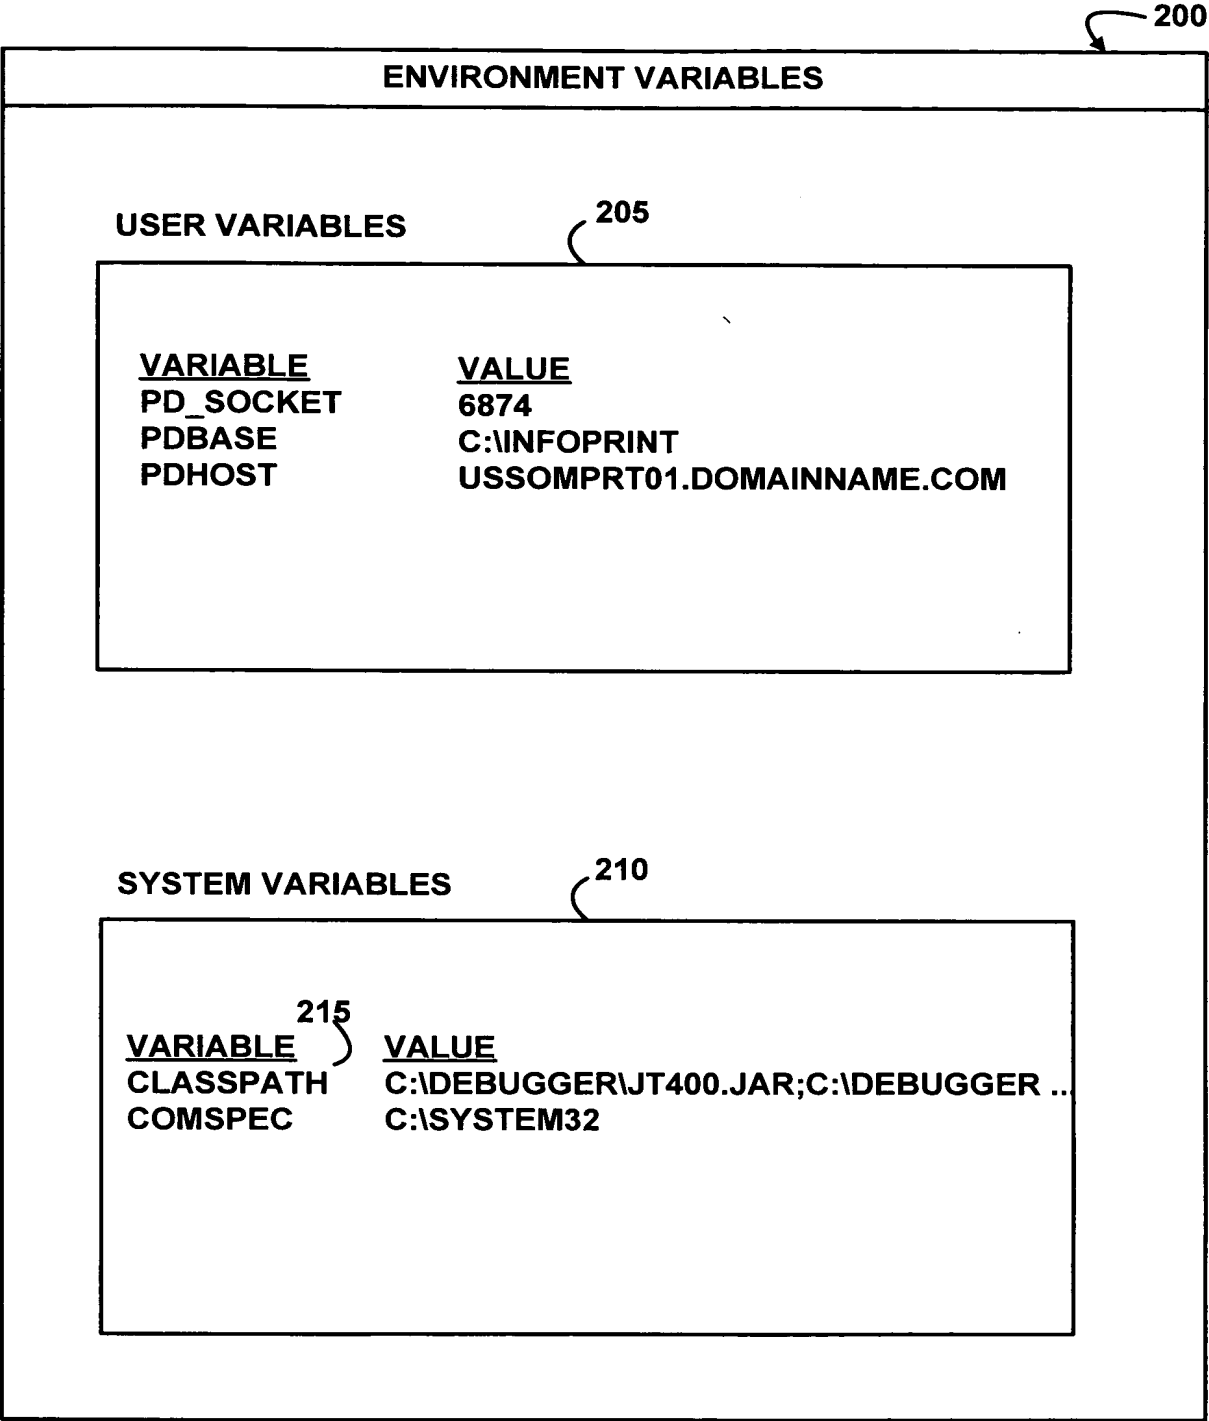 200
ENVIRONMENT VARIABLES
USER VARIABLES 205
VARIABLE VALUE
PD_SOCKET 6874
PDBASE C:\INFOPRINT
PDHOST USSOMPRT01.DOMAINNAME.COM
SYSTEM VARIABLES 210
215
VARIABLE VALUE
CLASSPATH C:\DEBUGGER\JT400.JAR;C:\DEBUGGER ...
COMSPEC C:\SYSTEM32